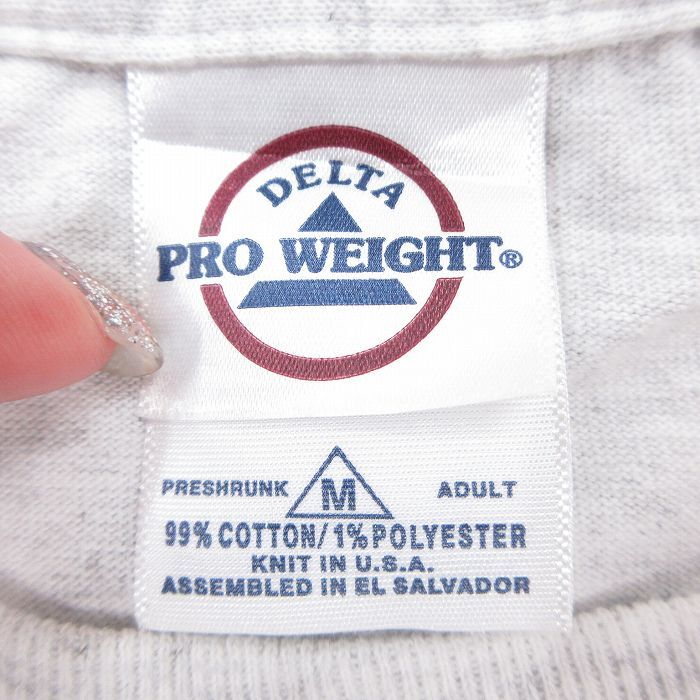 DELTA
PRO WEIGHT®
PRESHRUNK M ADULT
99% COTTON/1% POLYESTER
KNIT IN U.S.A.
ASSEMBLED IN EL SALVADOR